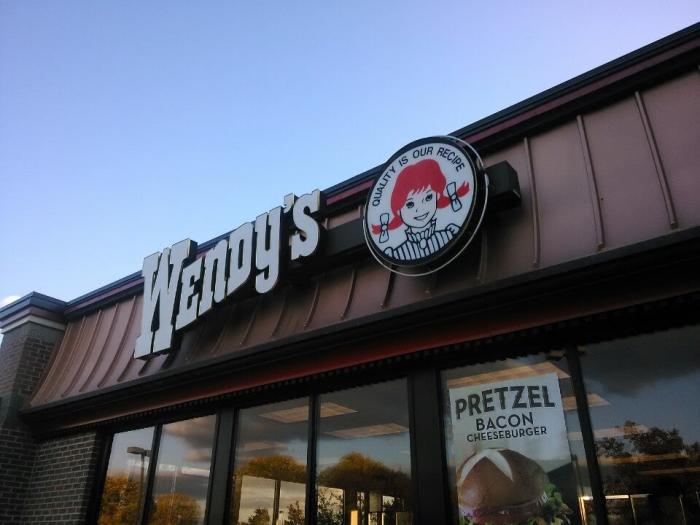 WENDY'S
QUALITY IS OUR RECIPE
PRETZEL
BACON
CHEESEBURGER